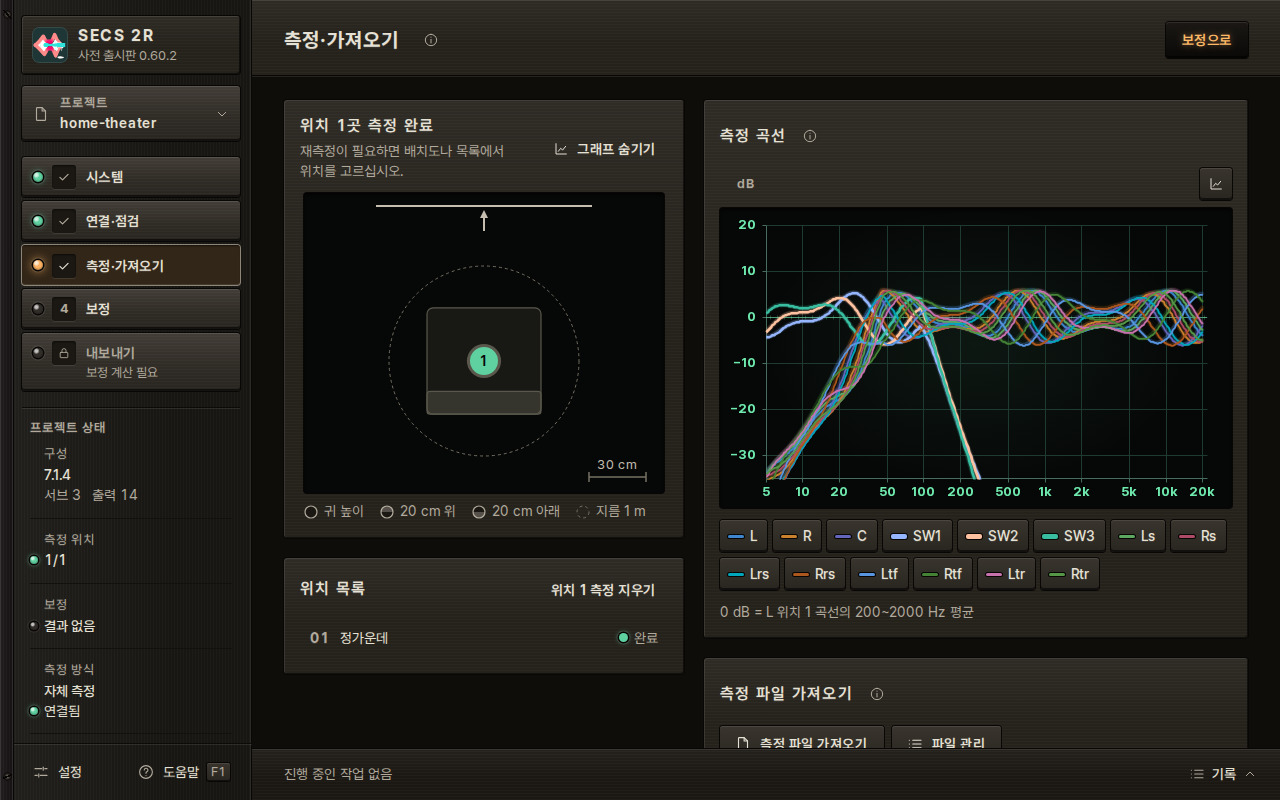 SECS 2R
사전 출시판 0.60.2
프로젝트
home-theater
시스템
연결·점검
측정·가져오기
4 보정
내보내기
보정 계산 필요
프로젝트 상태
구성
7.1.4
서브 3 출력 14
측정 위치
1/1
보정
결과 없음
측정 방식
자체 측정
연결됨
설정
도움말 F1
측정·가져오기
보정으로
위치 1곳 측정 완료
재측정이 필요하면 배치도나 목록에서
위치를 고르십시오.
그래프 숨기기
1
30 cm
귀 높이 20 cm 위 20 cm 아래 지름 1 m
위치 목록
위치 1 측정 지우기
01 정가운데 완료
측정 곡선
dB
20
10
0
−10
−20
−30
5 10 20 50 100 200 500 1k 2k 5k 10k 20k
L R C SW1 SW2 SW3 Ls Rs
Lrs Rrs Ltf Rtf Ltr Rtr
0 dB = L 위치 1 곡선의 200~2000 Hz 평균
측정 파일 가져오기
측정 파일 가져오기 파일 관리
진행 중인 작업 없음
기록